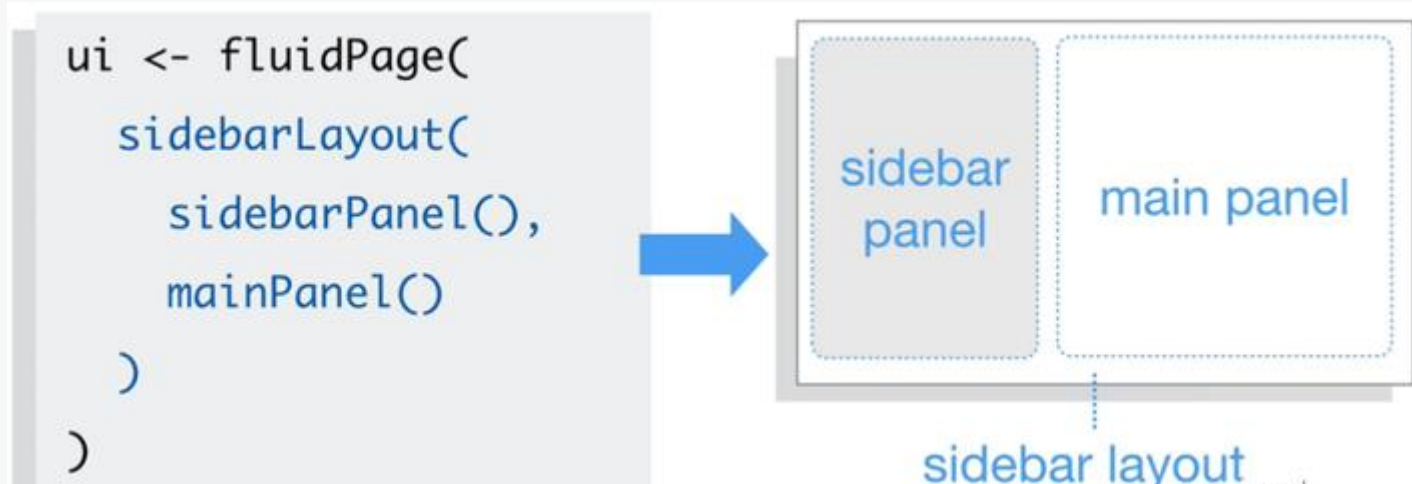 ui <- fluidPage(
  sidebarLayout(
    sidebarPanel(),
    mainPanel()
  )
)
sidebar
panel
main panel
sidebar layout